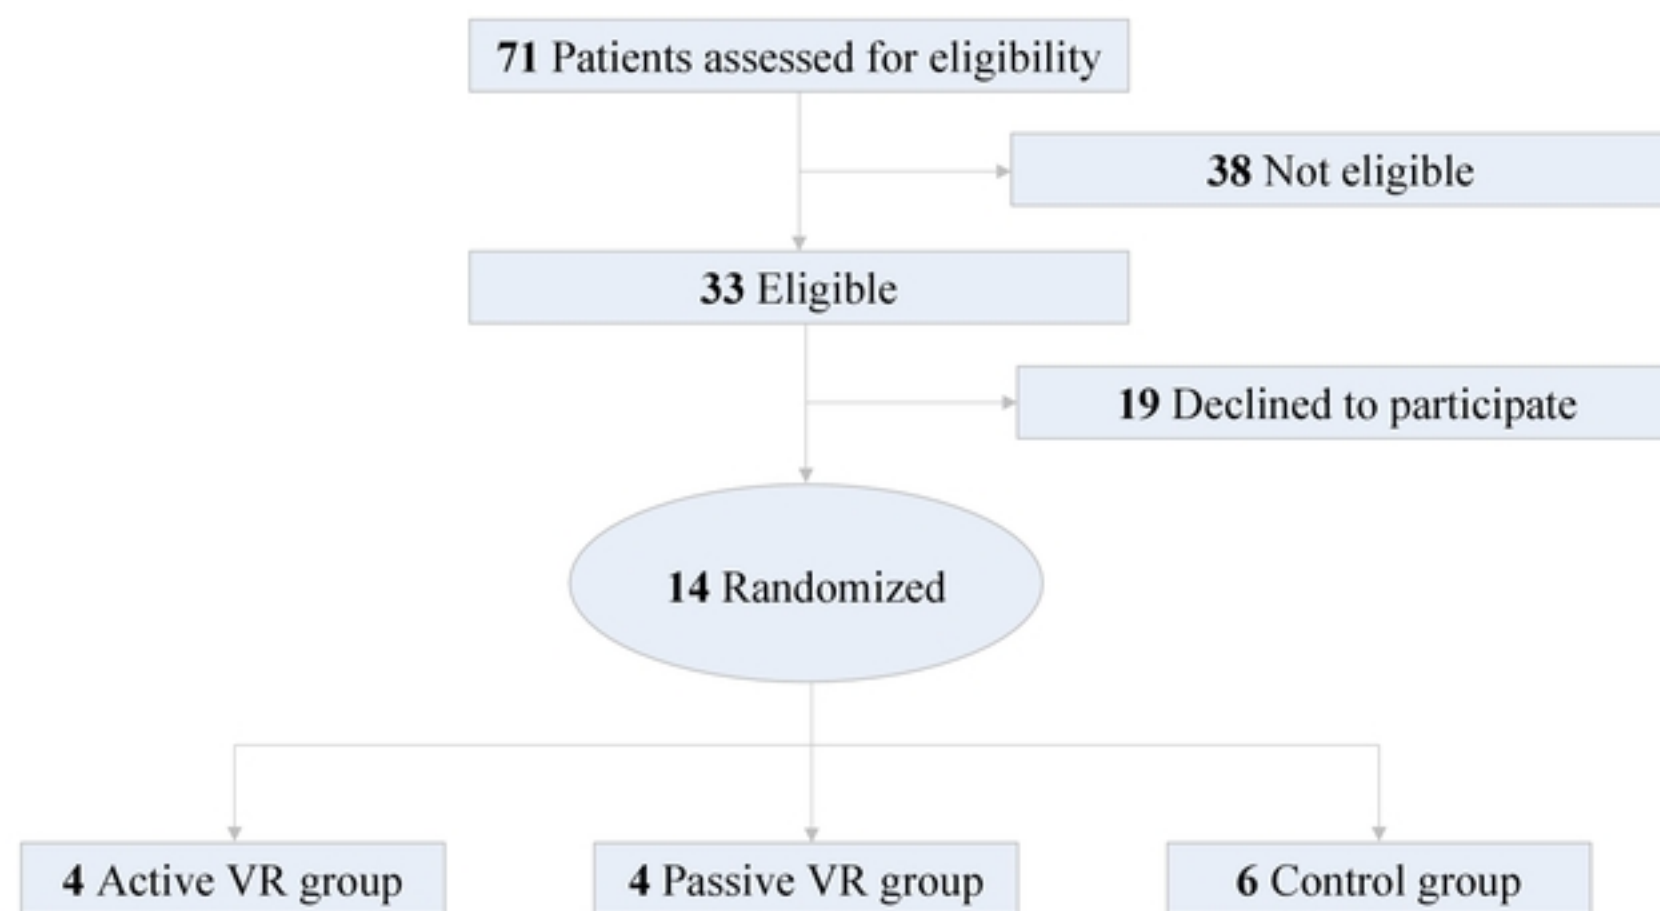 71 Patients assessed for eligibility
38 Not eligible
33 Eligible
19 Declined to participate
14 Randomized
4 Active VR group
4 Passive VR group
6 Control group